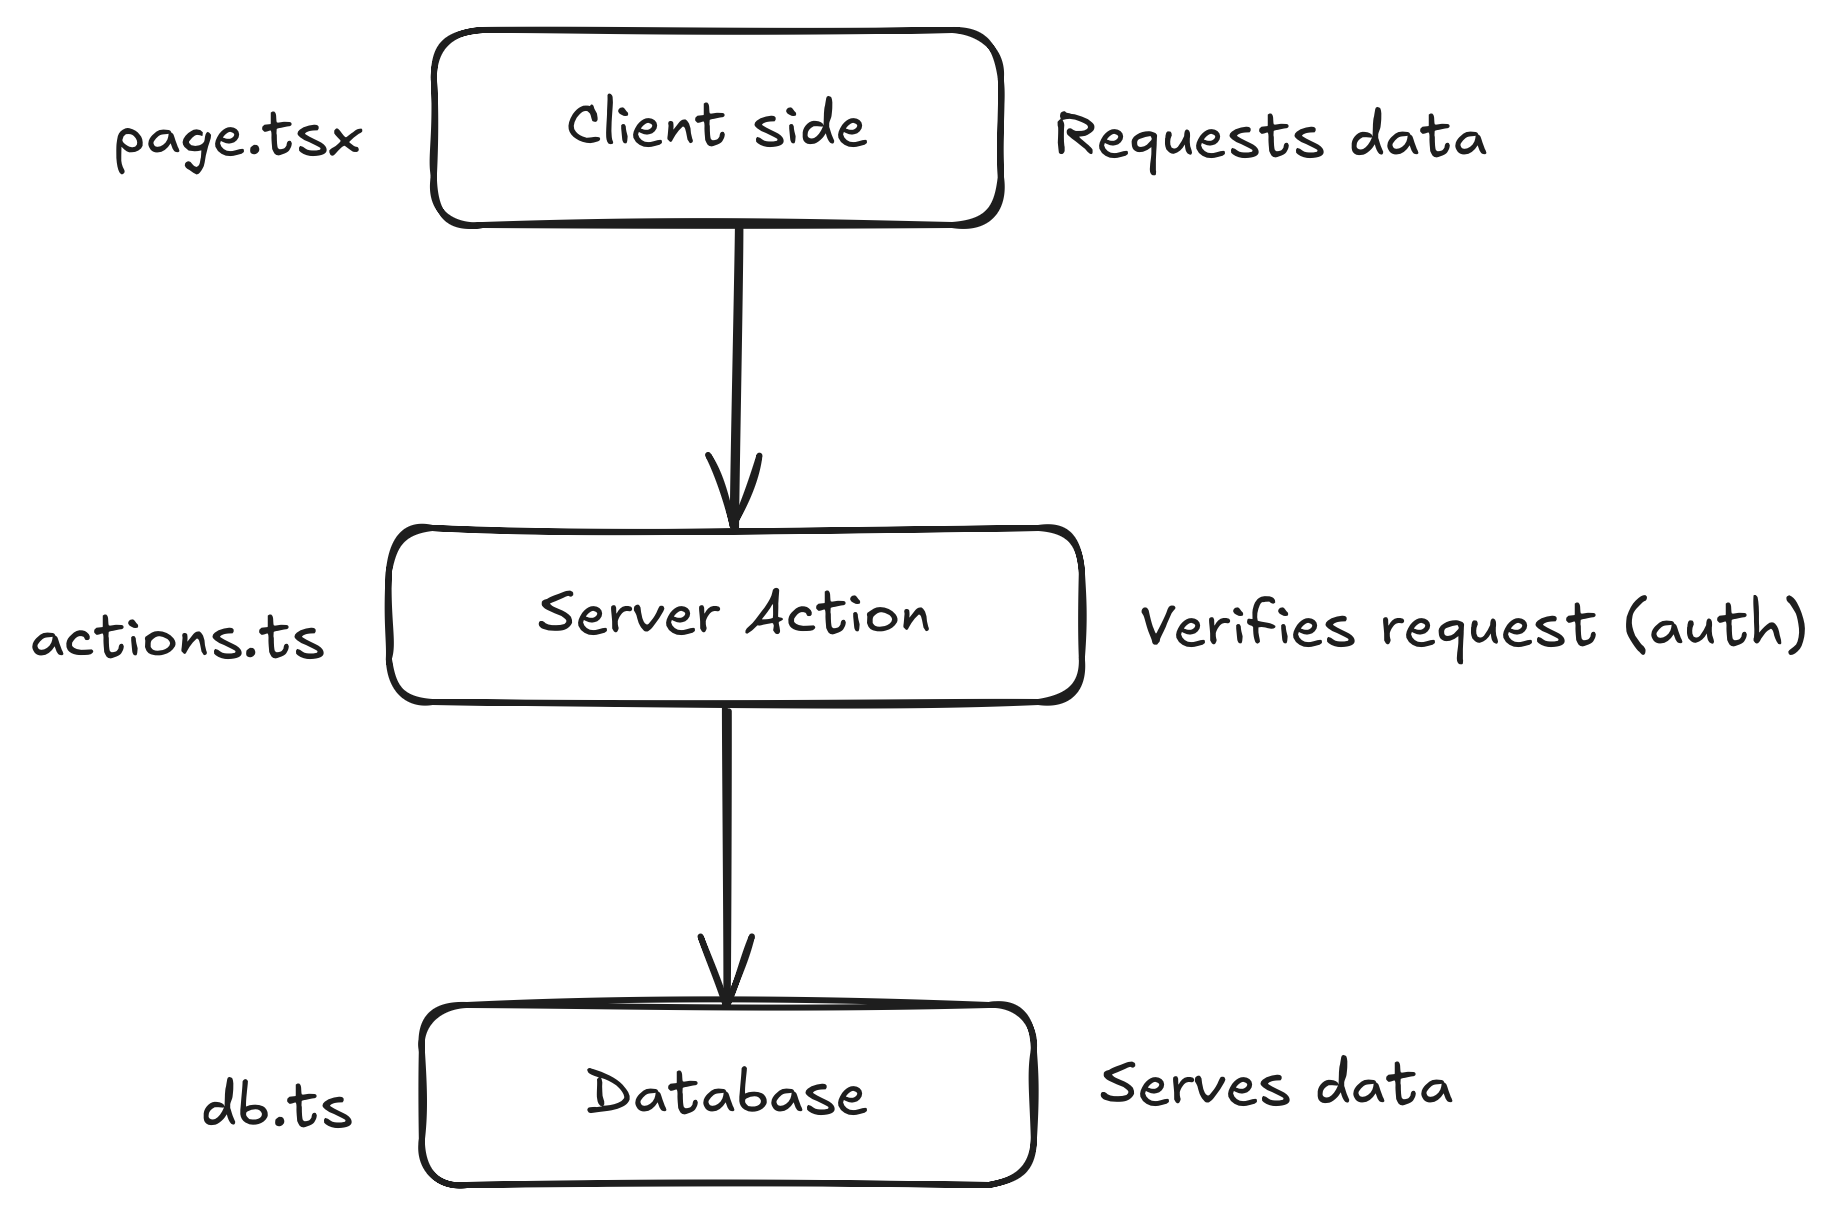 page.tsx
Client side
Requests data
actions.ts
Server Action
Verifies request (auth)
db.ts
Database
Serves data